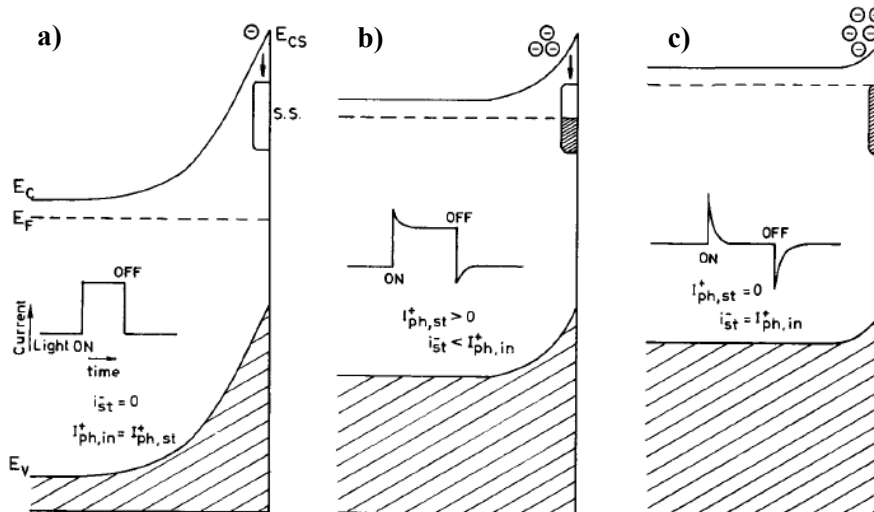 a)
⊖
E_CS
S.S.
E_C
E_F
OFF
Current
Light ON
time
i⁻_st = 0
I⁺_ph,in = I⁺_ph,st
E_V
b)
⊖
⊖⊖
OFF
ON
I⁺_ph,st > 0
i⁻_st < I⁺_ph,in
c)
⊖
⊖⊖
⊖⊖
OFF
ON
I⁺_ph,st = 0
i⁻_st = I⁺_ph,in